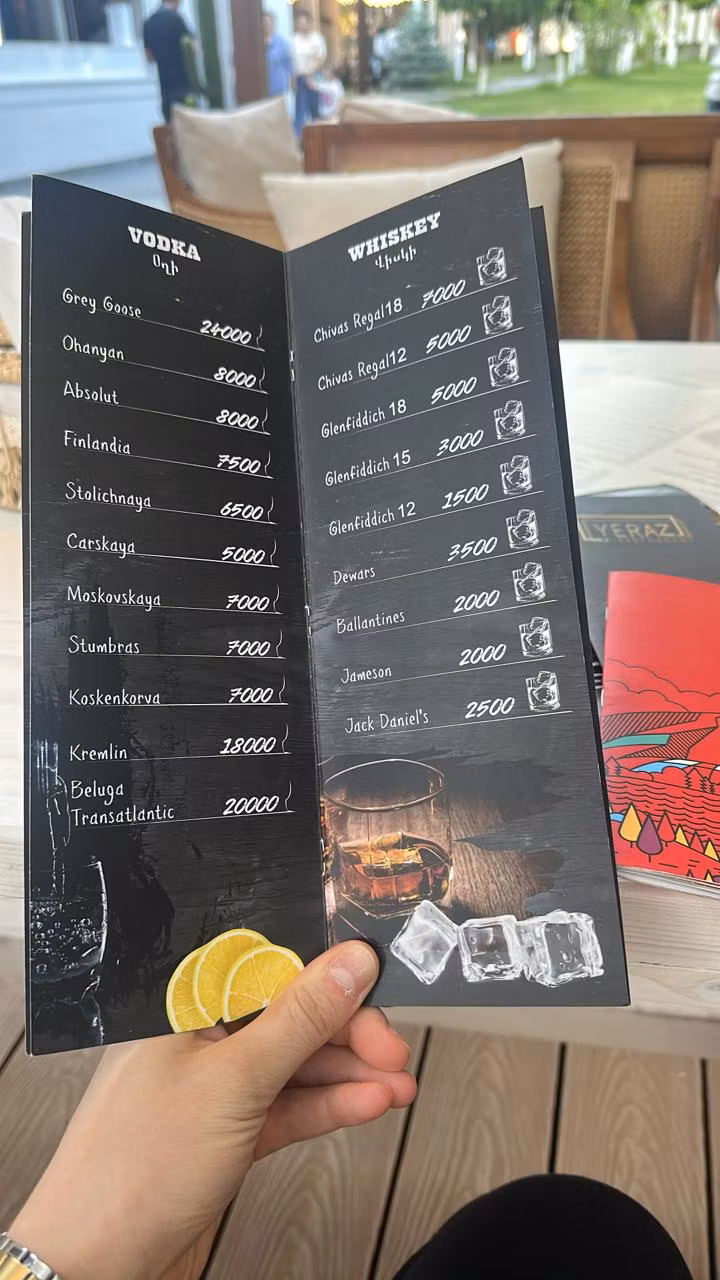 VODKA
Օղի
Grey Goose 24000
Ohanyan 8000
Absolut 8000
Finlandia 7500
Stolichnaya 6500
Carskaya 5000
Moskovskaya 7000
Stumbras 7000
Koskenkorva 7000
Kremlin 18000
Beluga
Transatlantic 20000
WHISKEY
Վիսկի
Chivas Regal18 7000
Chivas Regal12 5000
Glenfiddich 18 5000
Glenfiddich 15 3000
Glenfiddich 12 1500
Dewars 3500
Ballantines 2000
Jameson 2000
Jack Daniel's 2500
LYERAZ